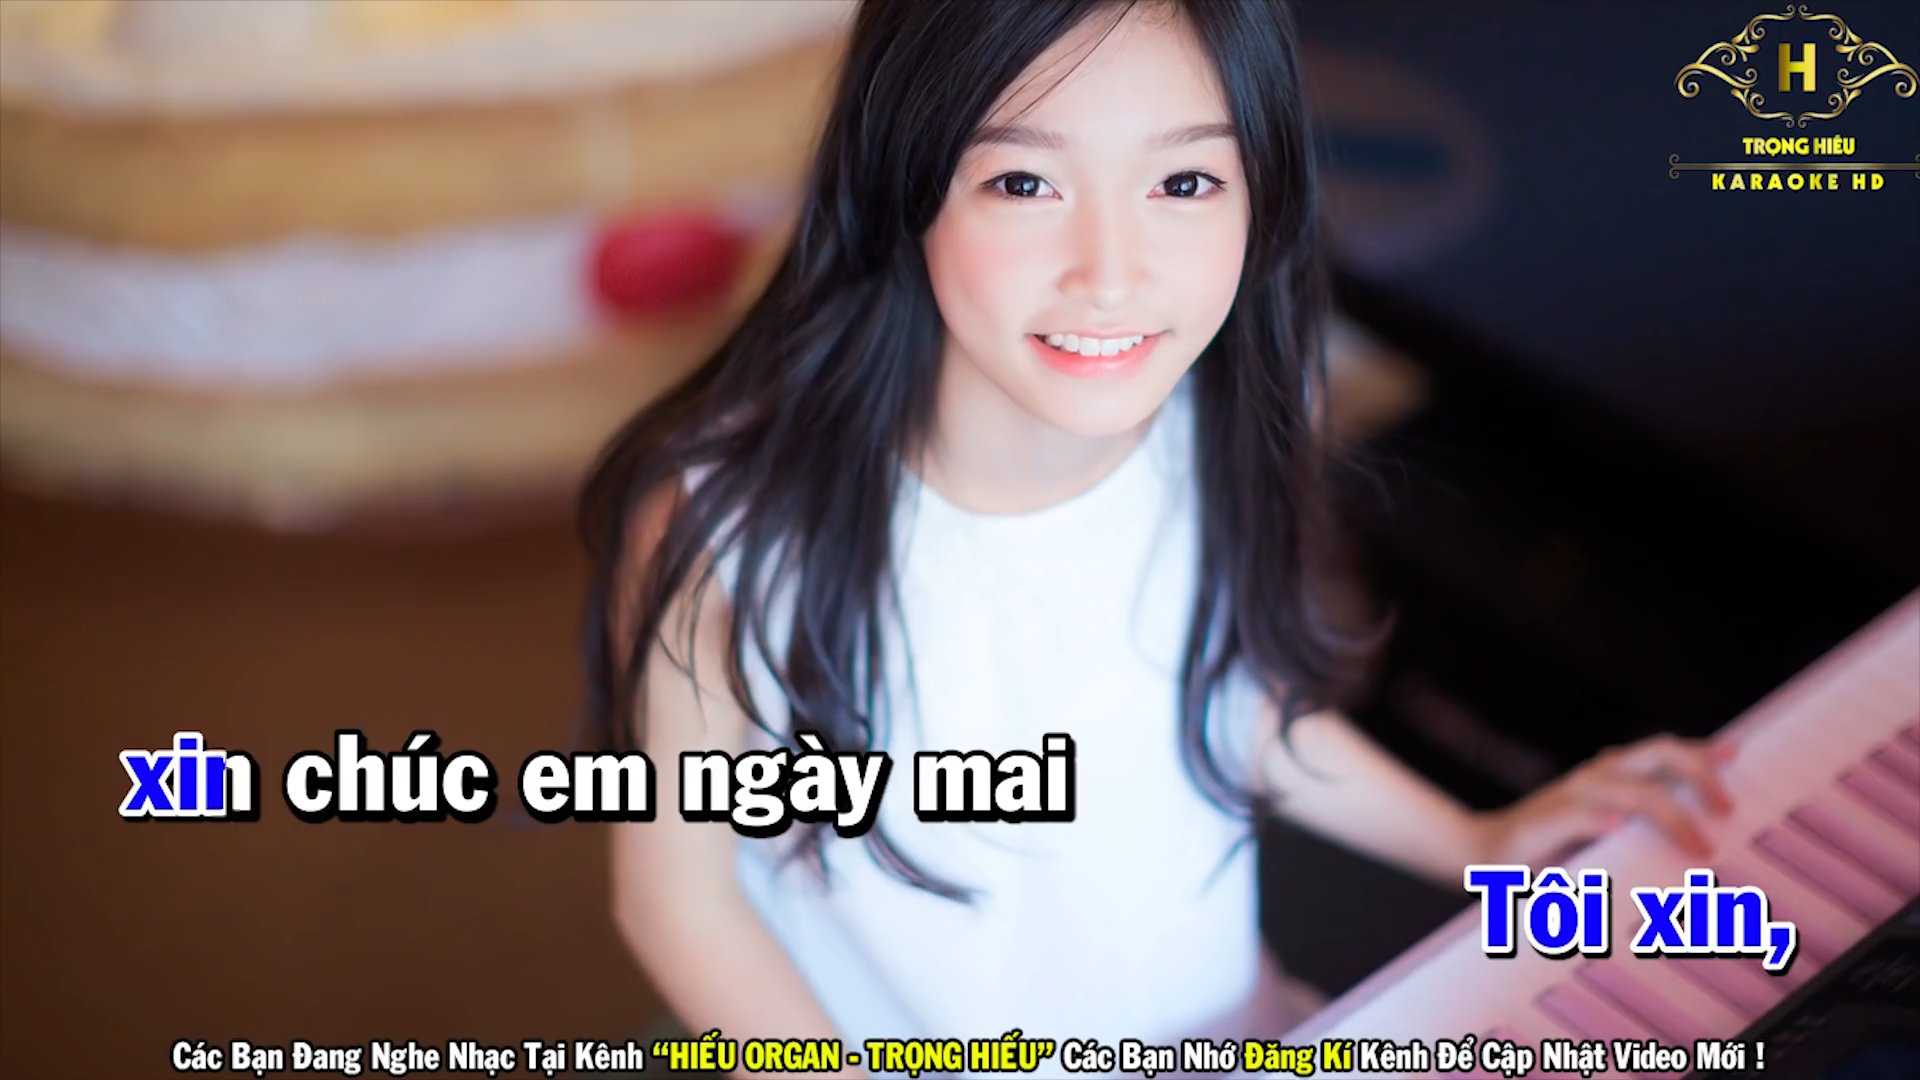 H
TRỌNG HIẾU
KARAOKE HD
xin chúc em ngày mai
Tôi xin,
Các Bạn Đang Nghe Nhạc Tại Kênh “HIẾU ORGAN - TRỌNG HIẾU” Các Bạn Nhớ Đăng Kí Kênh Để Cập Nhật Video Mới !